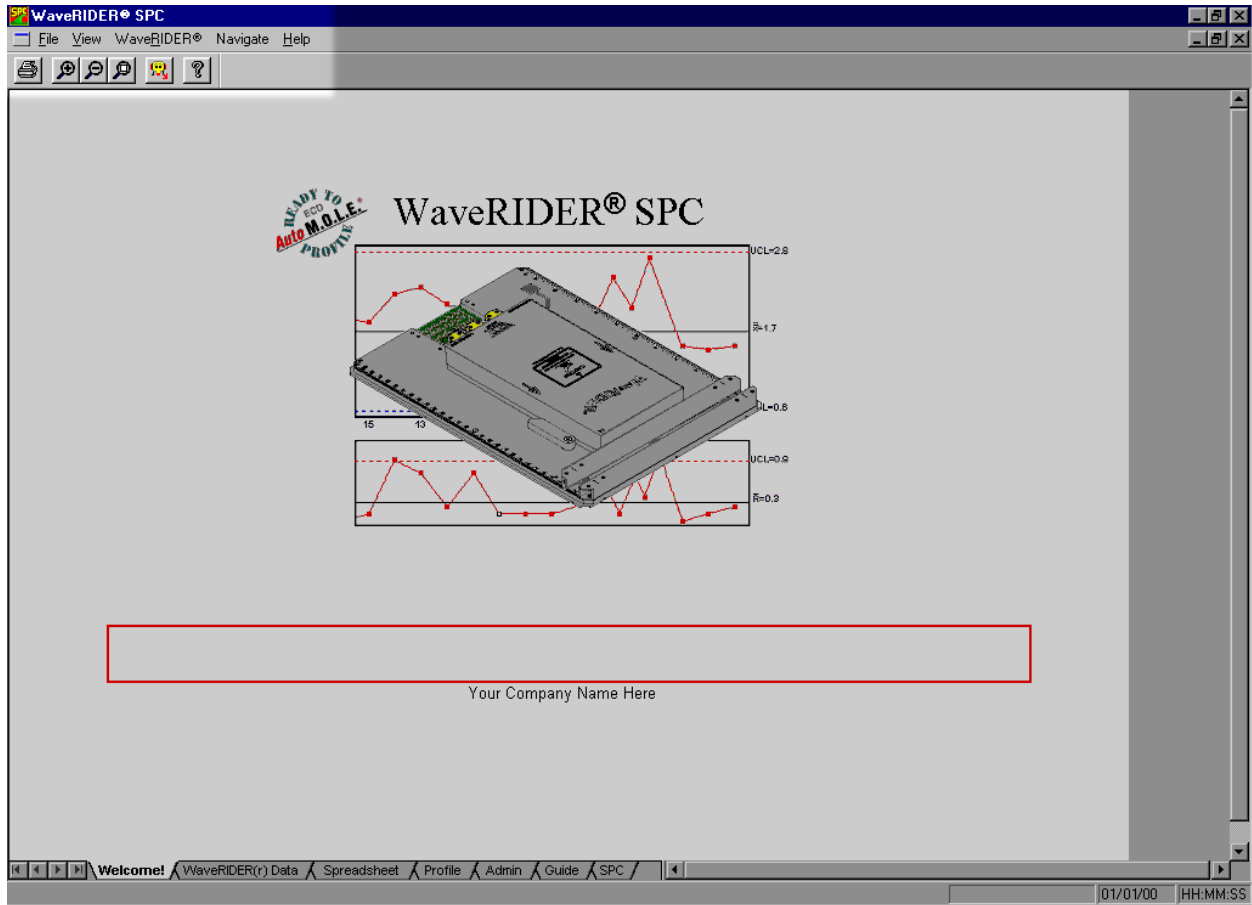 WaveRIDER® SPC
File View WaveRIDER® Navigate Help
READY TO
ECD
Auto M.O.L.E.®
PROFILE
WaveRIDER® SPC
UCL=2.8
=1.7
L=0.8
15 13
UCL=0.9
R=0.3
Your Company Name Here
Welcome! WaveRIDER(r) Data Spreadsheet Profile Admin Guide SPC
01/01/00 HH:MM:SS